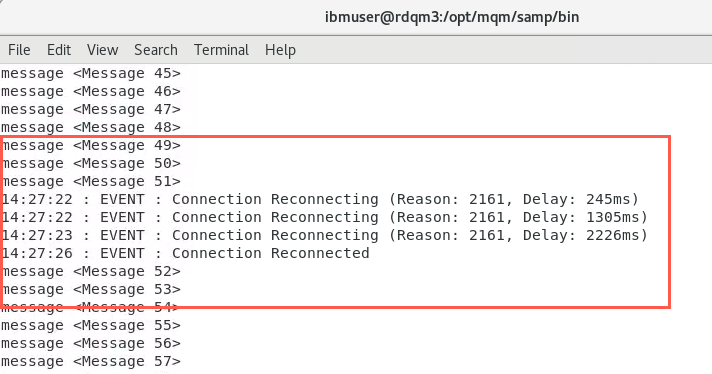 ibmuser@rdqm3:/opt/mqm/samp/bin
File Edit View Search Terminal Help
message <Message 45>
message <Message 46>
message <Message 47>
message <Message 48>
message <Message 49>
message <Message 50>
message <Message 51>
14:27:22 : EVENT : Connection Reconnecting (Reason: 2161, Delay: 245ms)
14:27:22 : EVENT : Connection Reconnecting (Reason: 2161, Delay: 1305ms)
14:27:23 : EVENT : Connection Reconnecting (Reason: 2161, Delay: 2226ms)
14:27:26 : EVENT : Connection Reconnected
message <Message 52>
message <Message 53>
message <Message 54>
message <Message 55>
message <Message 56>
message <Message 57>